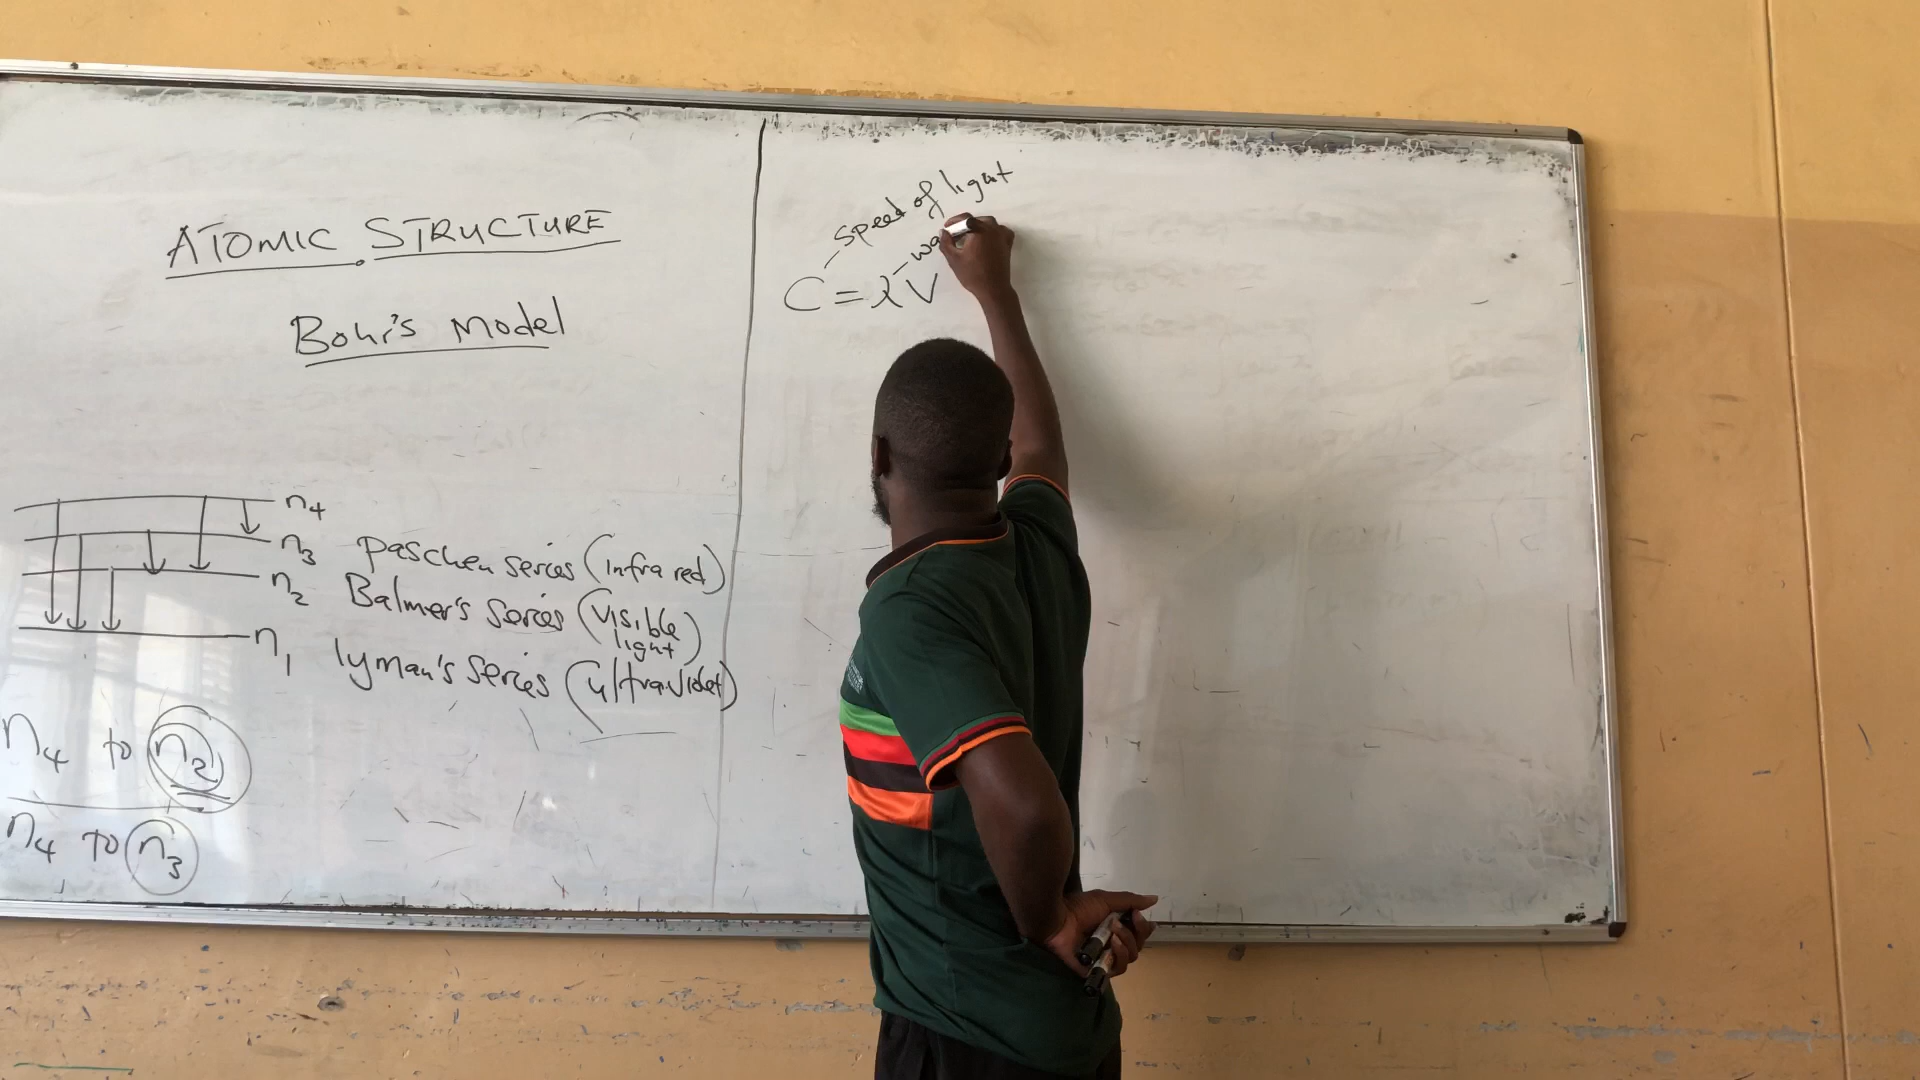 ATOMIC STRUCTURE
Bohr's Model
n4
n3 paschen series (infra red)
n2 Balmer's series (visible
light)
n1 lyman's series (ultraviolet)
n4 to n2
n4 to n3
speed of light
C = λV